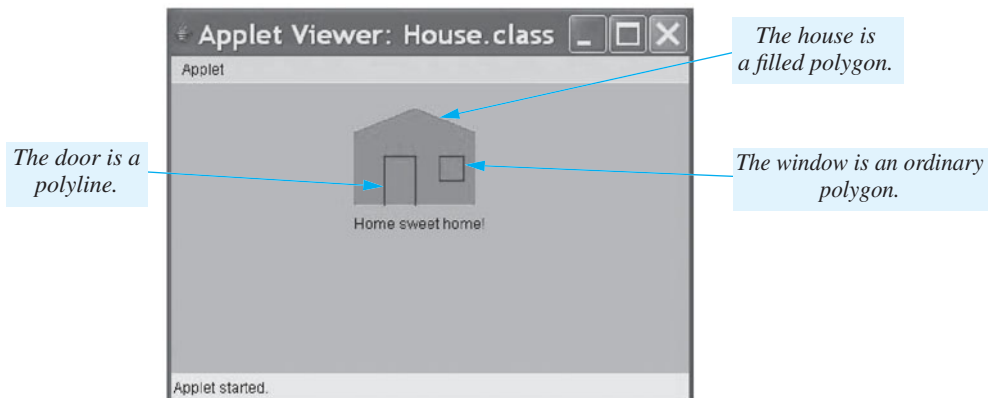 Applet Viewer: House.class
Applet
The house is
a filled polygon.
The door is a
polyline.
The window is an ordinary
polygon.
Home sweet home!
Applet started.